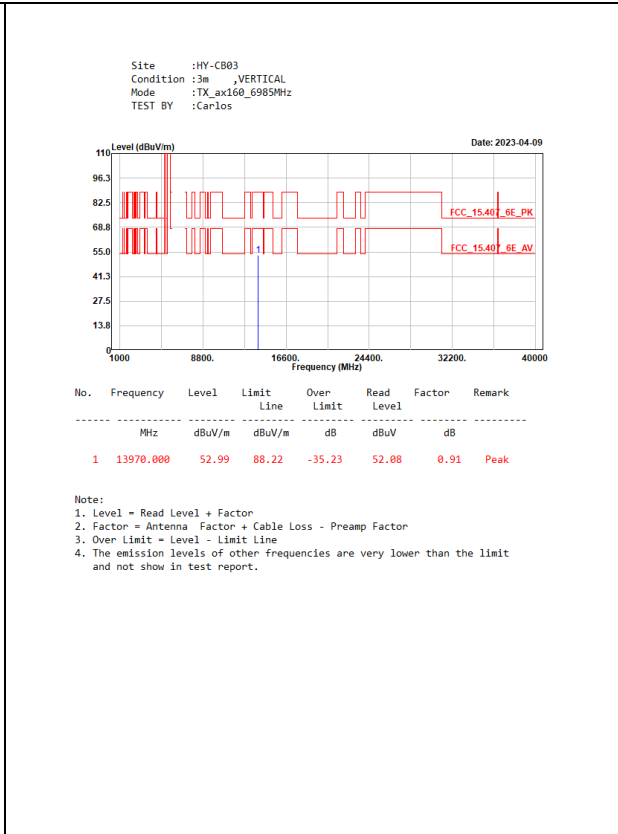 Site :HY-CB03
Condition :3m ,VERTICAL
Mode :TX_ax160_6985MHz
TEST BY :Carlos
Level (dBuV/m) Date: 2023-04-09
110
96.3
82.5
FCC_15.407_6E_PK
68.8
55.0
FCC_15.407_6E_AV
1
41.3
27.5
13.8
0
1000 8800. 16600. 24400. 32200. 40000
Frequency (MHz)
No. Frequency Level Limit Over Read Factor Remark
Line Limit Level
------ ----------- -------- -------- --------- -------- -------- ---------
MHz dBuV/m dBuV/m dB dBuV dB
1 13970.000 52.99 88.22 -35.23 52.08 0.91 Peak
Note:
1. Level = Read Level + Factor
2. Factor = Antenna Factor + Cable Loss - Preamp Factor
3. Over Limit = Level - Limit Line
4. The emission levels of other frequencies are very lower than the limit
and not show in test report.